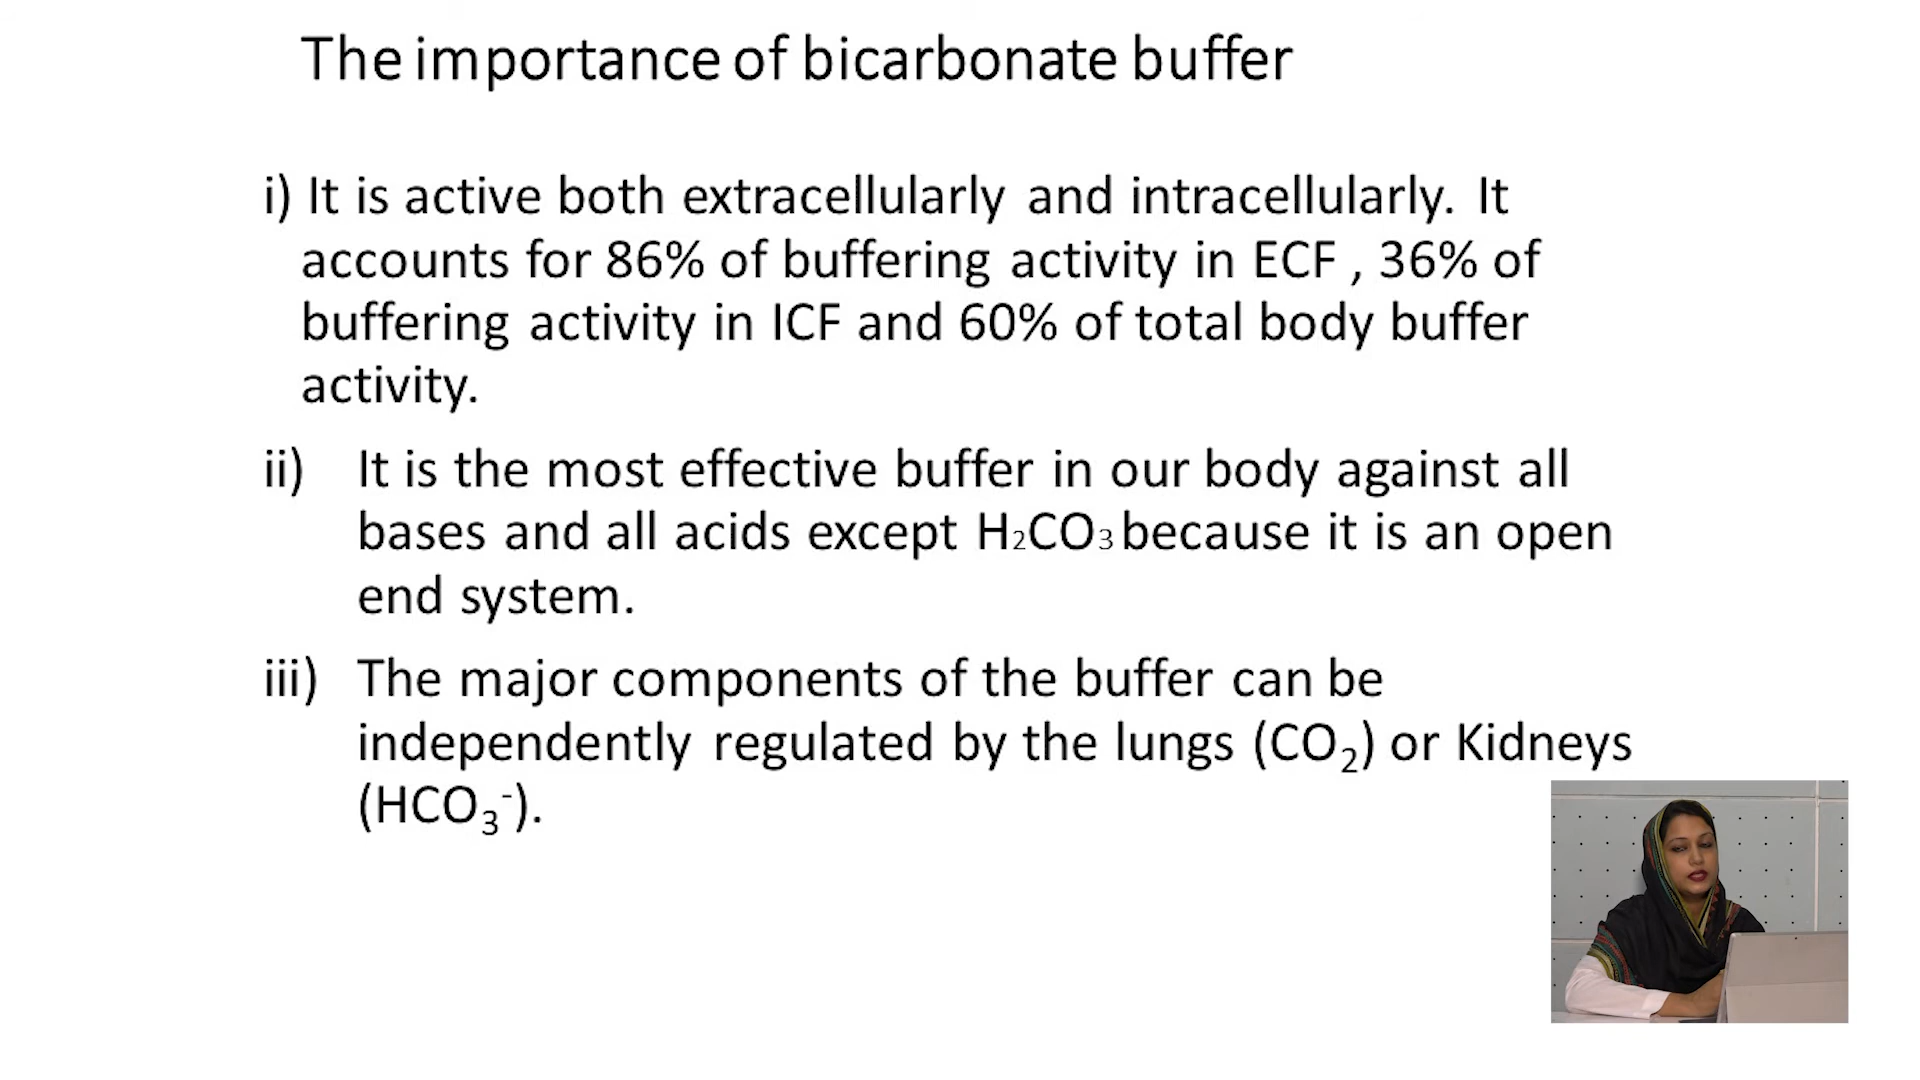 The importance of bicarbonate buffer
i) It is active both extracellularly and intracellularly. It
accounts for 86% of buffering activity in ECF , 36% of
buffering activity in ICF and 60% of total body buffer
activity.
ii) It is the most effective buffer in our body against all
bases and all acids except H₂CO₃ because it is an open
end system.
iii) The major components of the buffer can be
independently regulated by the lungs (CO₂) or Kidneys
(HCO₃⁻).